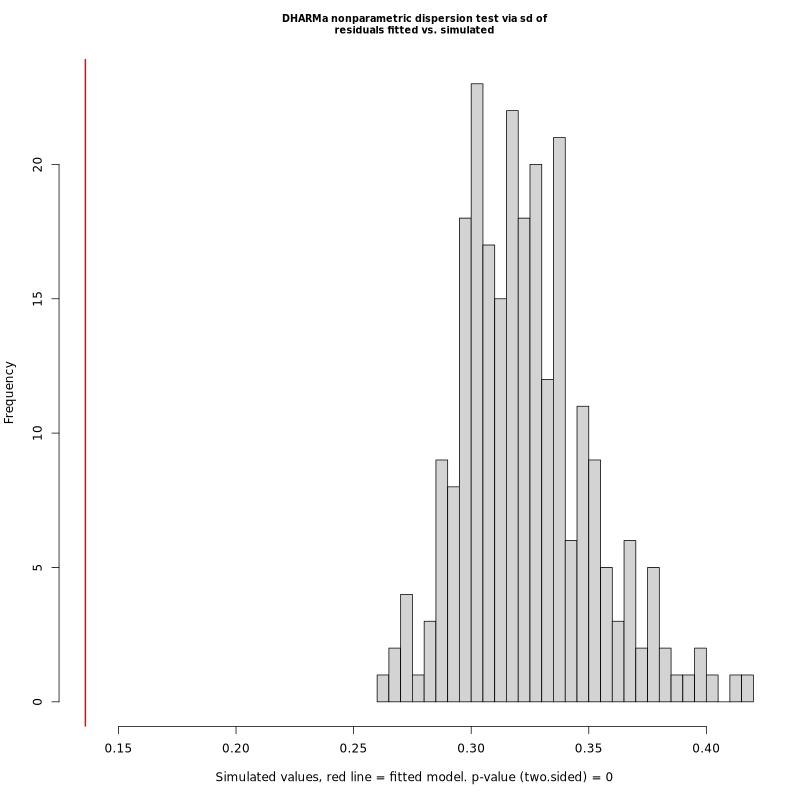 DHARMa nonparametric dispersion test via sd of
residuals fitted vs. simulated
Frequency
20
15
10
5
0
0.15 0.20 0.25 0.30 0.35 0.40
Simulated values, red line = fitted model. p-value (two.sided) = 0